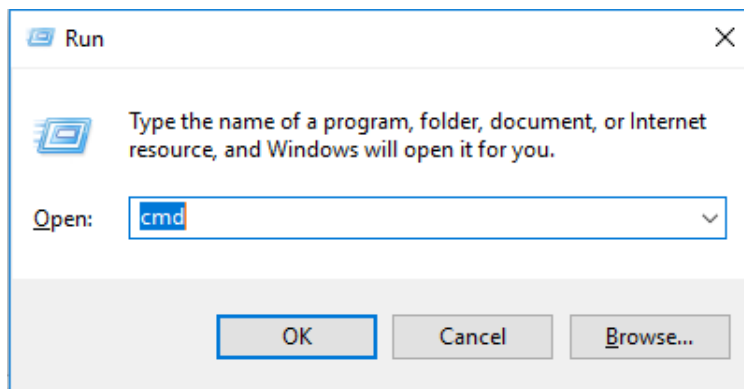 Run
Type the name of a program, folder, document, or Internet
resource, and Windows will open it for you.
Open: cmd
OK Cancel Browse...